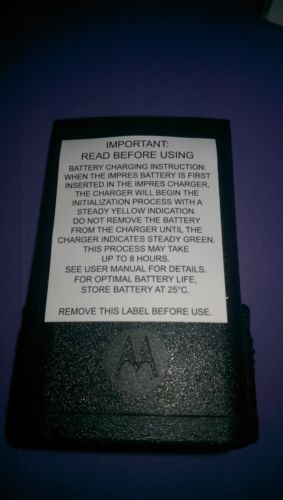 IMPORTANT:
READ BEFORE USING
BATTERY CHARGING INSTRUCTION:
WHEN THE IMPRES BATTERY IS FIRST
INSERTED IN THE IMPRES CHARGER,
THE CHARGER WILL BEGIN THE
INITIALIZATION PROCESS WITH A
STEADY YELLOW INDICATION.
DO NOT REMOVE THE BATTERY
FROM THE CHARGER UNTIL THE
CHARGER INDICATES STEADY GREEN.
THIS PROCESS MAY TAKE
UP TO 8 HOURS.
SEE USER MANUAL FOR DETAILS.
FOR OPTIMAL BATTERY LIFE,
STORE BATTERY AT 25°C.
REMOVE THIS LABEL BEFORE USE.